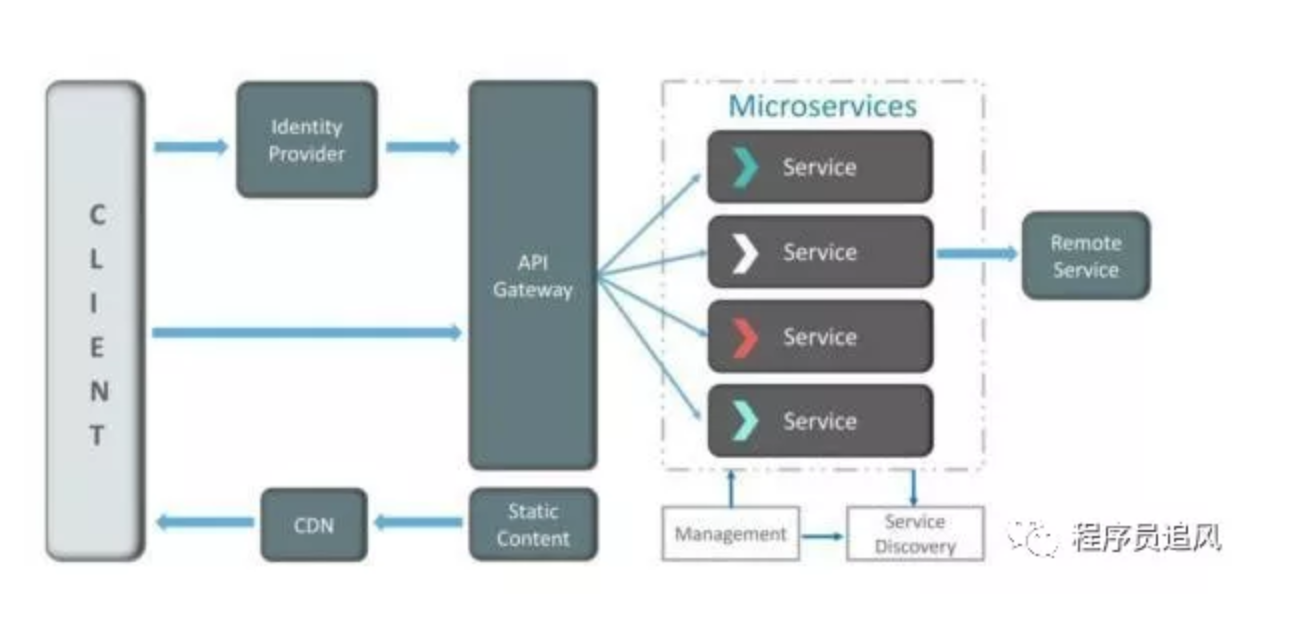 CLIENT
Identity
Provider
API
Gateway
Microservices
Service
Service
Service
Service
Remote
Service
CDN
Static
Content
Management
Service
Discovery
程序员追风